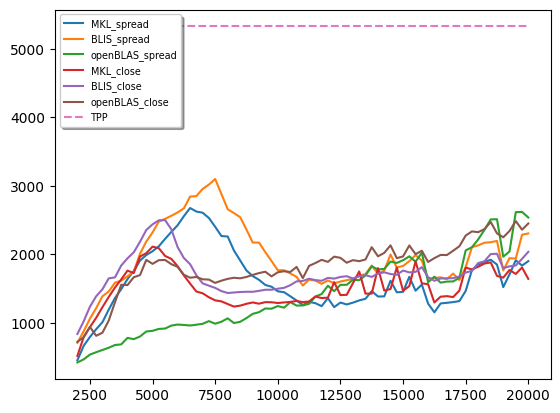 MKL_spread
BLIS_spread
openBLAS_spread
MKL_close
BLIS_close
openBLAS_close
TPP
5000
4000
3000
2000
1000
2500 5000 7500 10000 12500 15000 17500 20000